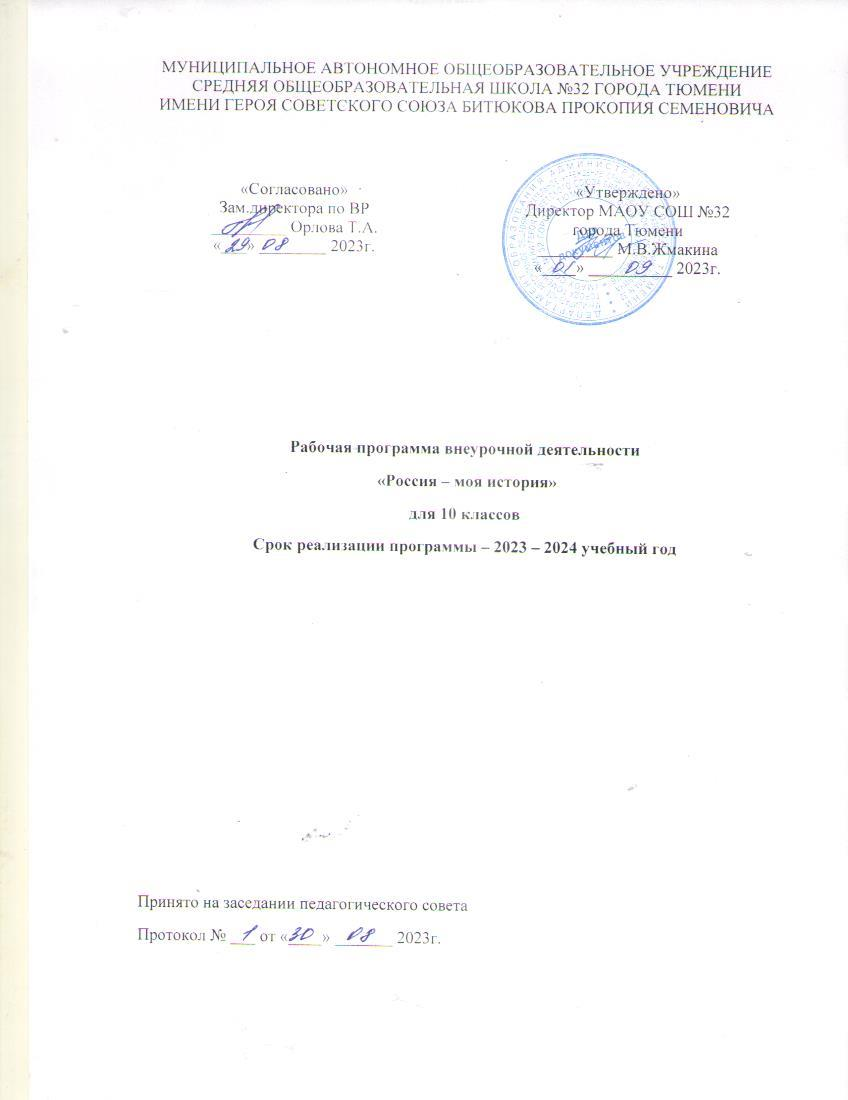 МУНИЦИПАЛЬНОЕ АВТОНОМНОЕ ОБЩЕОБРАЗОВАТЕЛЬНОЕ УЧРЕЖДЕНИЕ
СРЕДНЯЯ ОБЩЕОБРАЗОВАТЕЛЬНАЯ ШКОЛА №32 ГОРОДА ТЮМЕНИ
ИМЕНИ ГЕРОЯ СОВЕТСКОГО СОЮЗА БИТЮКОВА ПРОКОПИЯ СЕМЕНОВИЧА
«Согласовано»
Зам.директора по ВР
Орлова Т.А.
«29» 08 2023г.
«Утверждено»
Директор МАОУ СОШ №32
города Тюмени
М.В.Жмакина
«01» 09 2023г.
Рабочая программа внеурочной деятельности
«Россия – моя история»
для 10 классов
Срок реализации программы – 2023 – 2024 учебный год
Принято на заседании педагогического совета
Протокол № 1 от «30» 08 2023г.